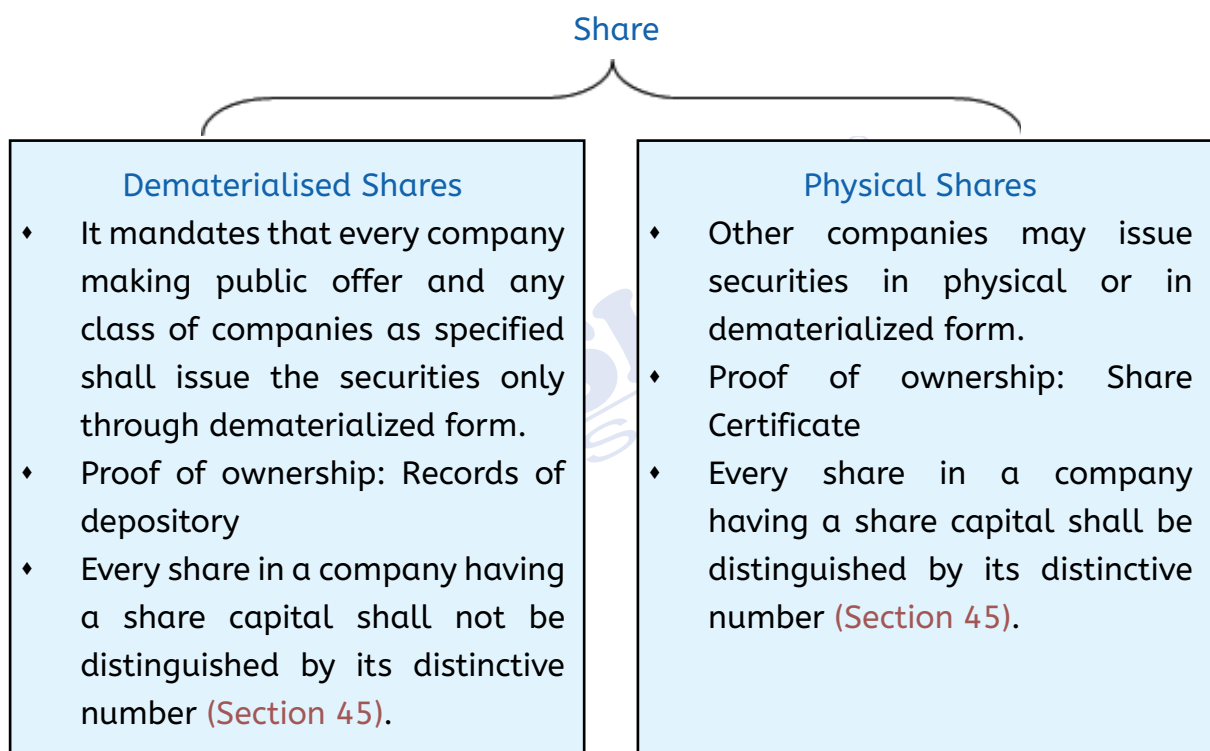 Share
Dematerialised Shares
♦ It mandates that every company
making public offer and any
class of companies as specified
shall issue the securities only
through dematerialized form.
♦ Proof of ownership: Records of
depository
♦ Every share in a company having
a share capital shall not be
distinguished by its distinctive
number (Section 45).
Physical Shares
♦ Other companies may issue
securities in physical or in
dematerialized form.
♦ Proof of ownership: Share
Certificate
♦ Every share in a company
having a share capital shall be
distinguished by its distinctive
number (Section 45).